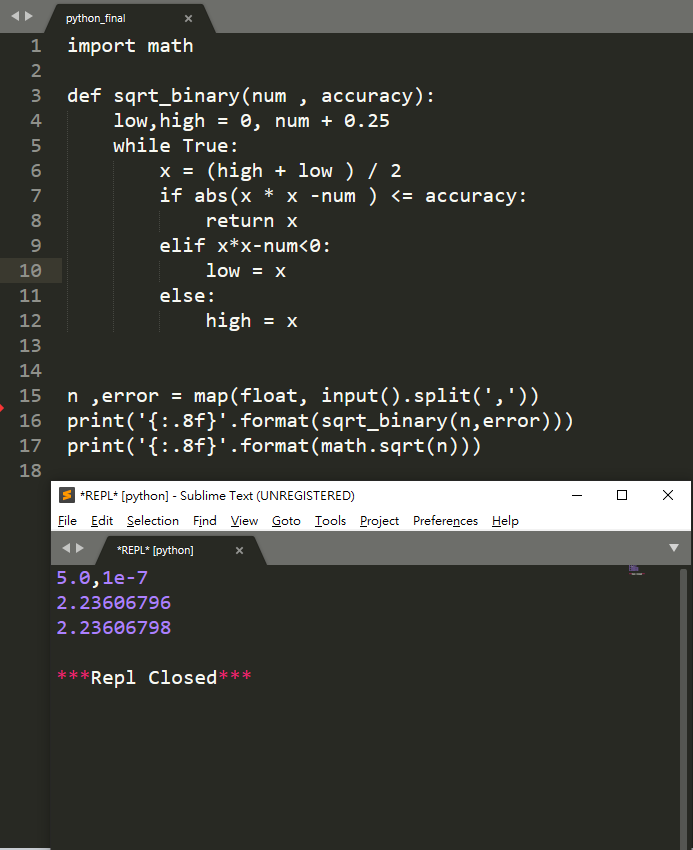 python_final ×
1 import math
2
3 def sqrt_binary(num , accuracy):
4     low,high = 0, num + 0.25
5     while True:
6         x = (high + low ) / 2
7         if abs(x * x -num ) <= accuracy:
8             return x
9         elif x*x-num<0:
10             low = x
11         else:
12             high = x
13
14
15 n ,error = map(float, input().split(','))
16 print('{:.8f}'.format(sqrt_binary(n,error)))
17 print('{:.8f}'.format(math.sqrt(n)))
18
*REPL* [python] - Sublime Text (UNREGISTERED)
File Edit Selection Find View Goto Tools Project Preferences Help
*REPL* [python] ×
5.0,1e-7
2.23606796
2.23606798
***Repl Closed***